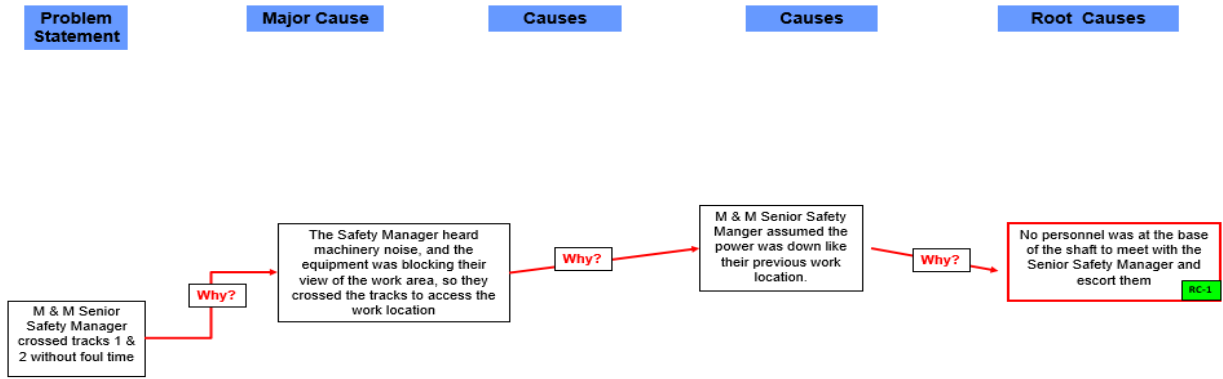 Problem
Statement
Major Cause
Causes
Causes
Root Causes
M & M Senior
Safety Manager
crossed tracks 1 &
2 without foul time
Why?
The Safety Manager heard
machinery noise, and the
equipment was blocking their
view of the work area, so they
crossed the tracks to access the
work location
Why?
M & M Senior Safety
Manger assumed the
power was down like
their previous work
location.
Why?
No personnel was at the base
of the shaft to meet with the
Senior Safety Manager and
escort them
RC-1